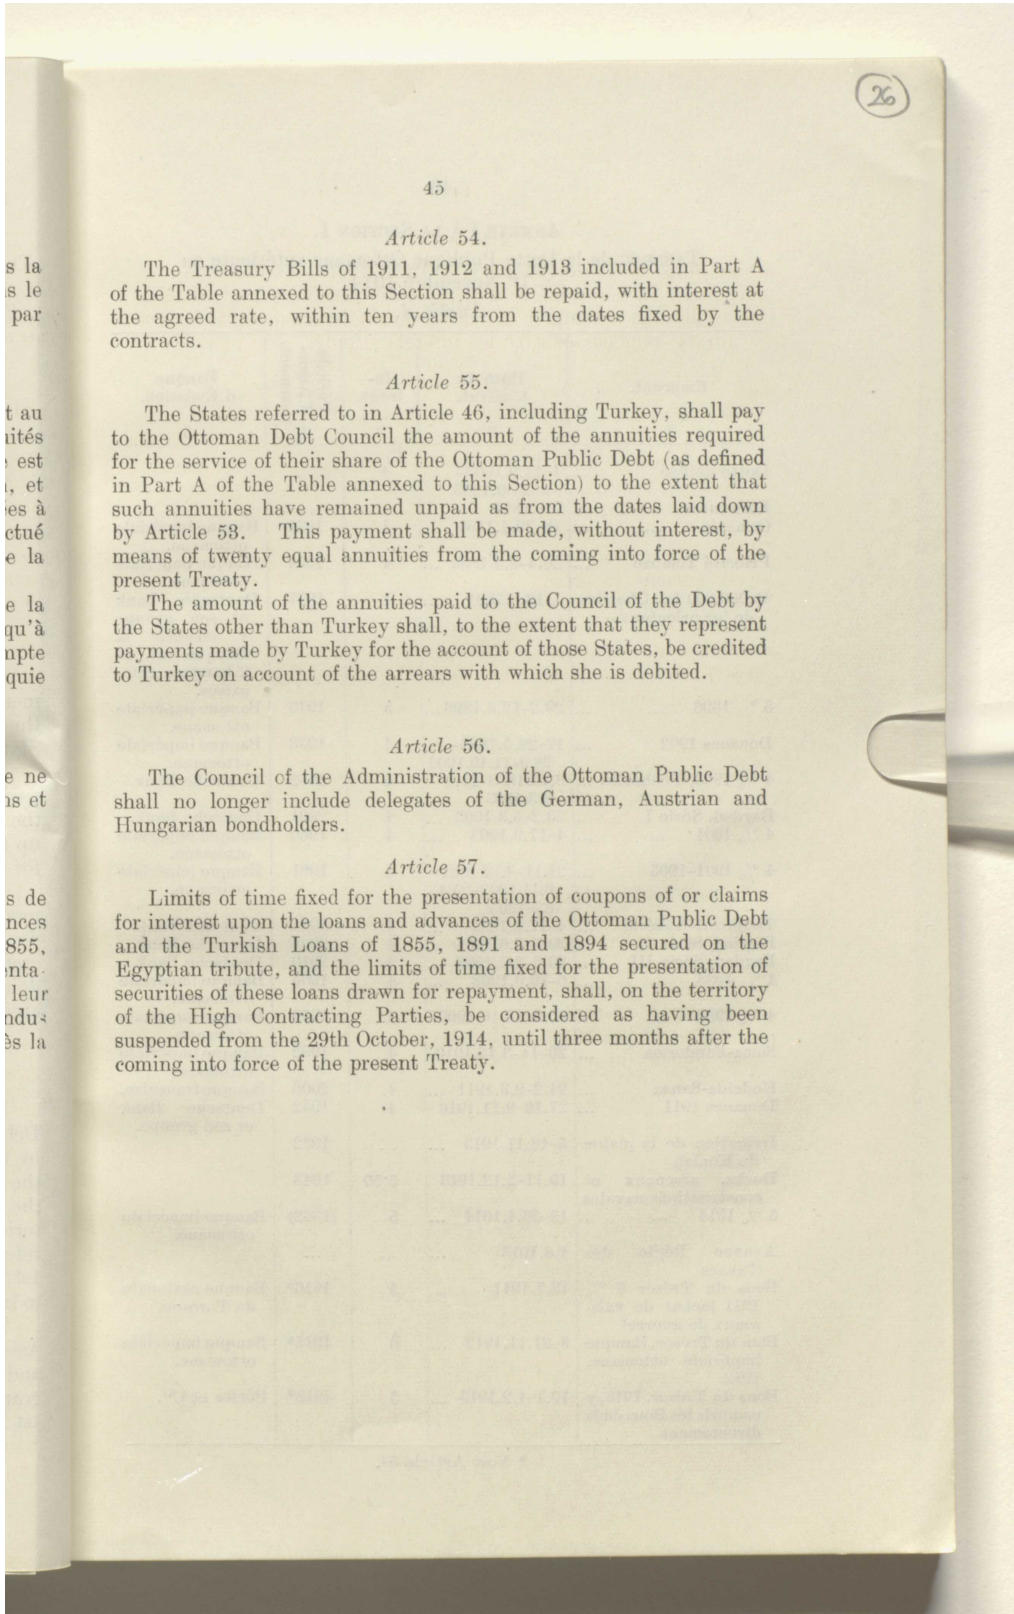 26
45
Article 54.
The Treasury Bills of 1911, 1912 and 1913 included in Part A
of the Table annexed to this Section shall be repaid, with interest at
the agreed rate, within ten years from the dates fixed by the
contracts.
Article 55.
The States referred to in Article 46, including Turkey, shall pay
to the Ottoman Debt Council the amount of the annuities required
for the service of their share of the Ottoman Public Debt (as defined
in Part A of the Table annexed to this Section) to the extent that
such annuities have remained unpaid as from the dates laid down
by Article 53. This payment shall be made, without interest, by
means of twenty equal annuities from the coming into force of the
present Treaty.
The amount of the annuities paid to the Council of the Debt by
the States other than Turkey shall, to the extent that they represent
payments made by Turkey for the account of those States, be credited
to Turkey on account of the arrears with which she is debited.
Article 56.
The Council of the Administration of the Ottoman Public Debt
shall no longer include delegates of the German, Austrian and
Hungarian bondholders.
Article 57.
Limits of time fixed for the presentation of coupons of or claims
for interest upon the loans and advances of the Ottoman Public Debt
and the Turkish Loans of 1855, 1891 and 1894 secured on the
Egyptian tribute, and the limits of time fixed for the presentation of
securities of these loans drawn for repayment, shall, on the territory
of the High Contracting Parties, be considered as having been
suspended from the 29th October, 1914, until three months after the
coming into force of the present Treaty.